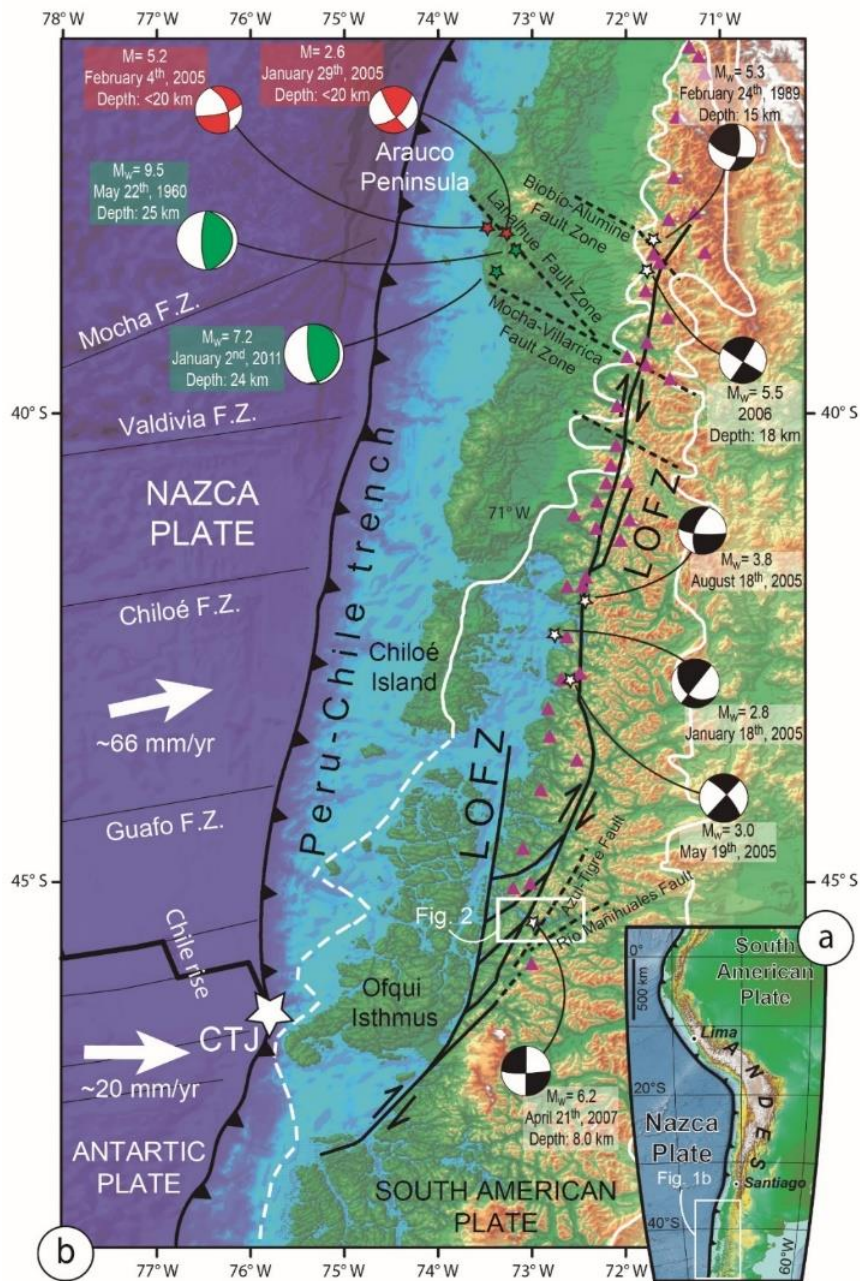 78°W
77°W
76°W
75°W
74°W
73°W
72°W
71°W
M= 5.2
February 4th, 2005
Depth: <20 km
M= 2.6
January 29th, 2005
Depth: <20 km
Mw= 5.3
February 24th, 1989
Depth: 15 km
Arauco
Peninsula
Mw= 9.5
May 22th, 1960
Depth: 25 km
Biobio-Alumine
Fault Zone
Lanalhue Fault Zone
Mocha-Villarrica
Fault Zone
Mocha F.Z.
Mw= 7.2
January 2nd, 2011
Depth: 24 km
Mw= 5.5
2006
Depth: 18 km
40°S
40°S
Valdivia F.Z.
NAZCA
PLATE
Peru-Chile trench
71°W
LOFZ
Mw= 3.8
August 18th, 2005
Chiloé F.Z.
Chiloé
Island
~66 mm/yr
Mw= 2.8
January 18th, 2005
Guafo F.Z.
LOFZ
Mw= 3.0
May 19th, 2005
45°S
45°S
Azul-Tigre Fault
Fig. 2
Rio Mañihuales Fault
Chile rise
a
Ofqui
Isthmus
CTJ
~20 mm/yr
Mw= 6.2
April 21th, 2007
Depth: 8.0 km
ANTARTIC
PLATE
SOUTH AMERICAN
PLATE
b
0°
500 km
South
American
Plate
Lima
ANDES
20°S
Nazca
Plate
Fig. 1b
Santiago
40°S
60°W
77°W
76°W
75°W
74°W
73°W
72°W